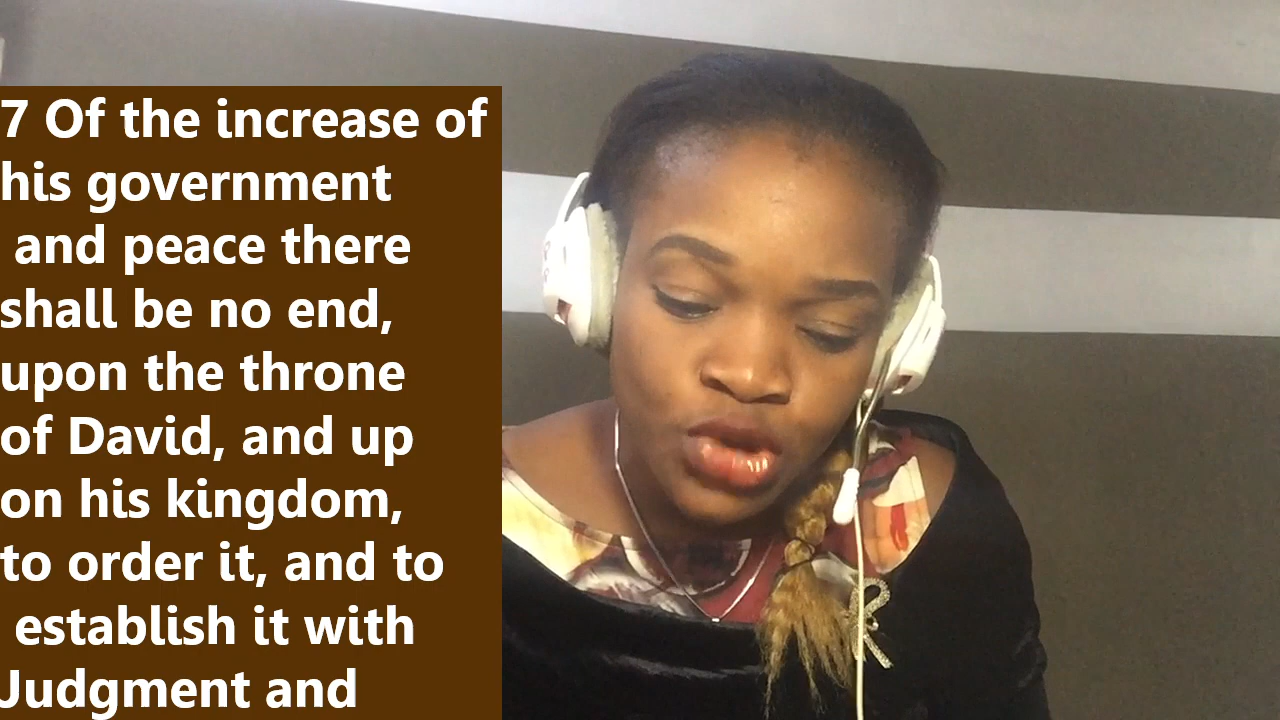 7 Of the increase of
his government
and peace there
shall be no end,
upon the throne
of David, and up
on his kingdom,
to order it, and to
establish it with
Judgment and